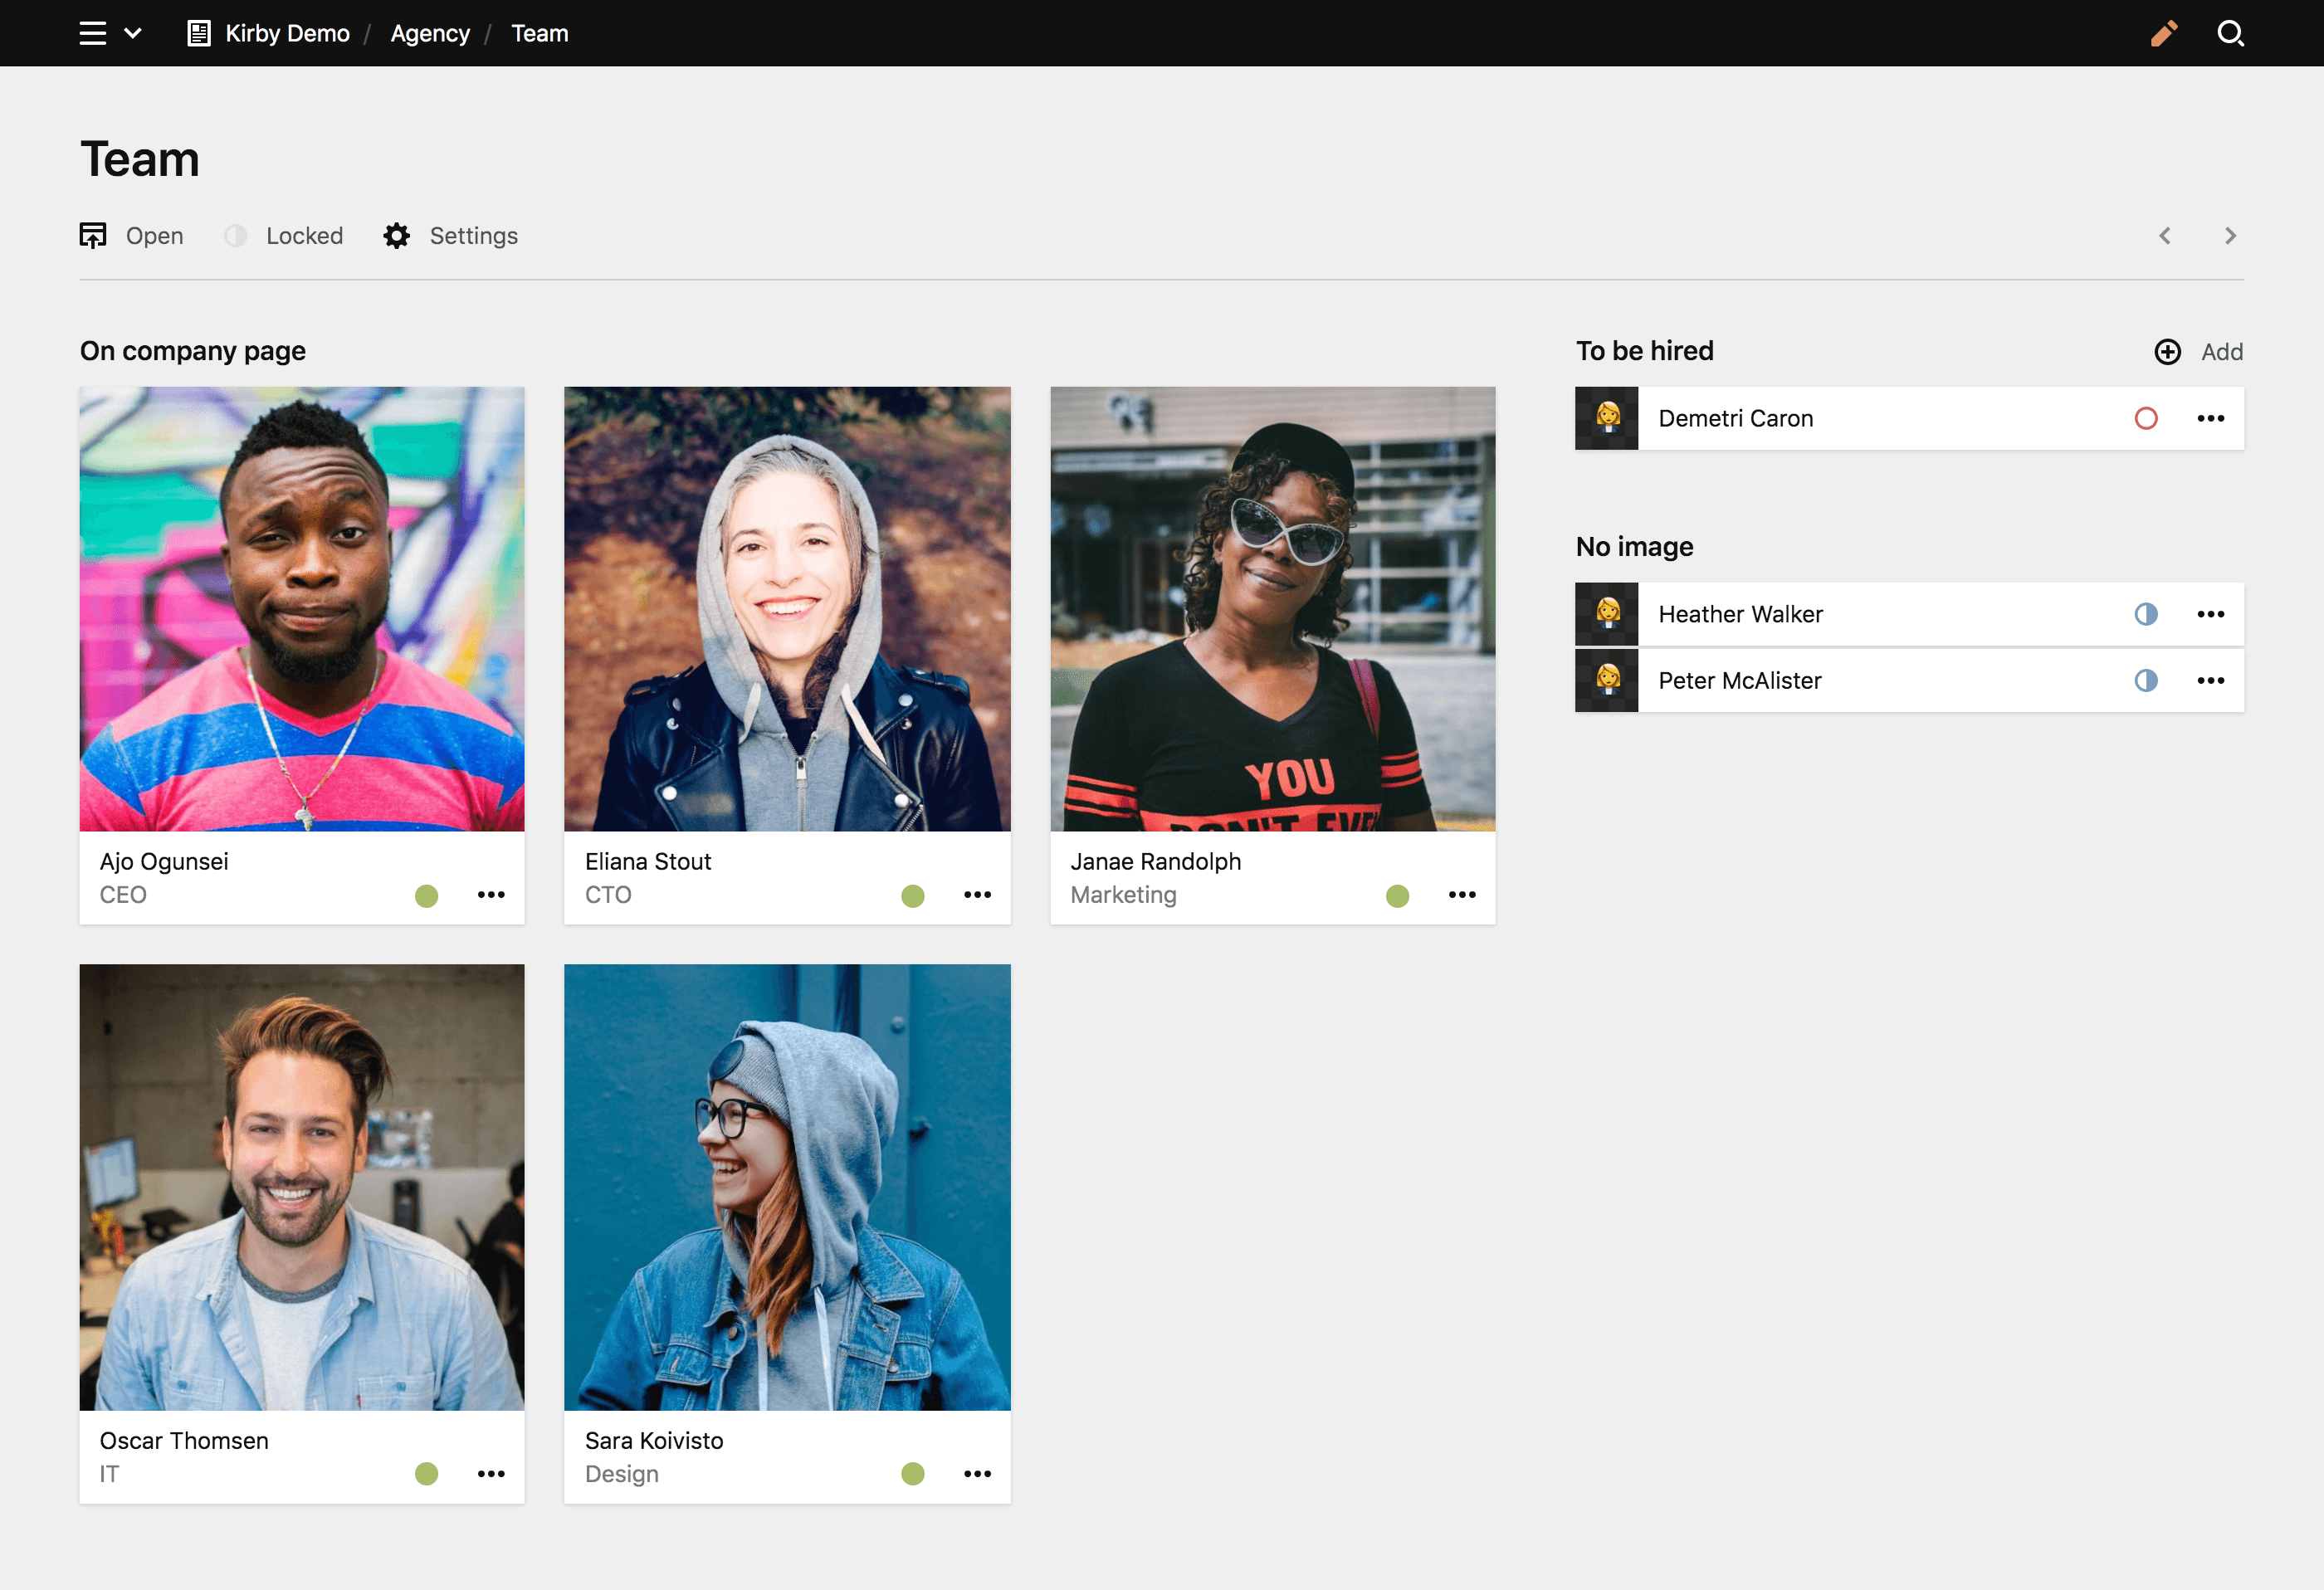 Kirby Demo / Agency / Team
Team
Open Locked Settings
On company page
Ajo Ogunsei
CEO
Eliana Stout
CTO
YOU
DON'T EVE
Janae Randolph
Marketing
Oscar Thomsen
IT
Sara Koivisto
Design
To be hired
Add
Demetri Caron
No image
Heather Walker
Peter McAlister